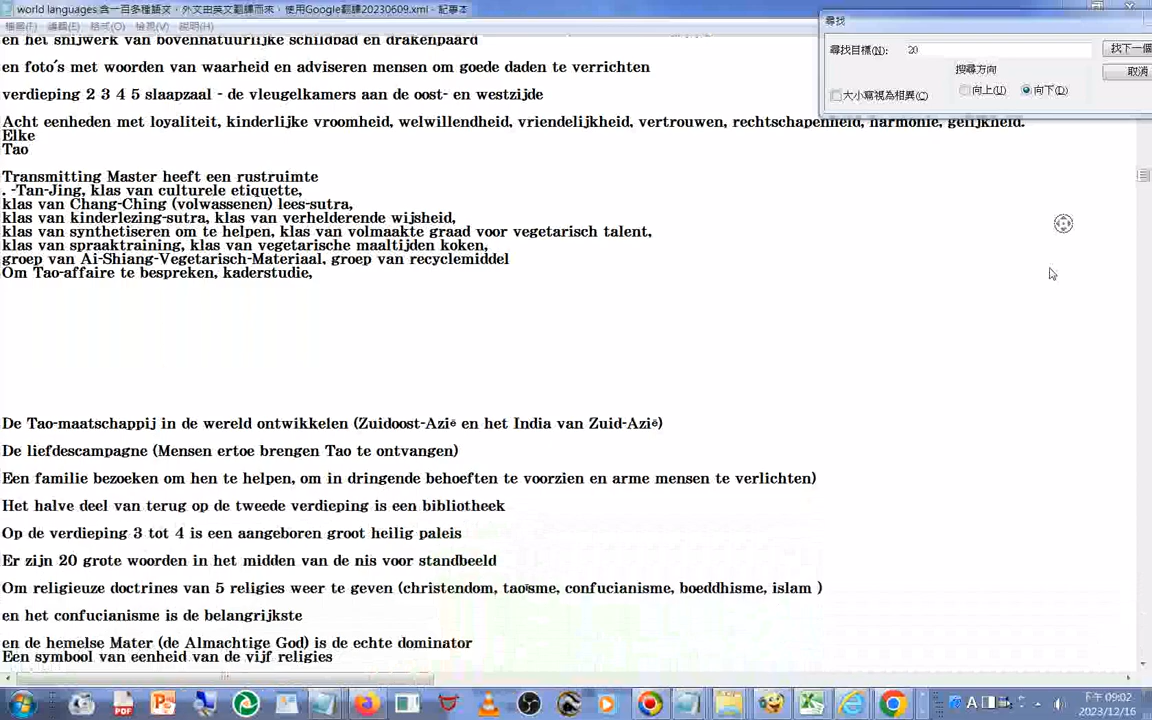 world languages 含一百多種語文，外文由英文翻譯而來，使用Google翻譯20230609.xml - 記事本
檔案(F) 編輯(E) 格式(O) 檢視(V) 說明(H)
尋找
尋找目標(N): 20
找下一個
搜尋方向
取消
大小寫視為相異(C)
向上(U)
向下(D)
en het snijwerk van bovennatuurlijke schildpad en drakenpaard
en foto's met woorden van waarheid en adviseren mensen om goede daden te verrichten
verdieping 2 3 4 5 slaapzaal - de vleugelkamers aan de oost- en westzijde
Acht eenheden met loyaliteit, kinderlijke vroomheid, welwillendheid, vriendelijkheid, vertrouwen, rechtschapenheid, harmonie, gelijkheid.
Elke
Tao
Transmitting Master heeft een rustruimte
. -Tan-Jing, klas van culturele etiquette,
klas van Chang-Ching (volwassenen) lees-sutra,
klas van kinderlezing-sutra, klas van verhelderende wijsheid,
klas van synthetiseren om te helpen, klas van volmaakte graad voor vegetarisch talent,
klas van spraaktraining, klas van vegetarische maaltijden koken,
groep van Ai-Shiang-Vegetarisch-Materiaal, groep van recyclemiddel
Om Tao-affaire te bespreken, kaderstudie,
De Tao-maatschappij in de wereld ontwikkelen (Zuidoost-Azië en het India van Zuid-Azië)
De liefdescampagne (Mensen ertoe brengen Tao te ontvangen)
Een familie bezoeken om hen te helpen, om in dringende behoeften te voorzien en arme mensen te verlichten)
Het halve deel van terug op de tweede verdieping is een bibliotheek
Op de verdieping 3 tot 4 is een aangeboren groot heilig paleis
Er zijn 20 grote woorden in het midden van de nis voor standbeeld
Om religieuze doctrines van 5 religies weer te geven (christendom, taoïsme, confucianisme, boeddhisme, islam )
en het confucianisme is de belangrijkste
en de hemelse Mater (de Almachtige God) is de echte dominator
Een symbool van eenheid van de vijf religies
下午 09:02
2023/12/16